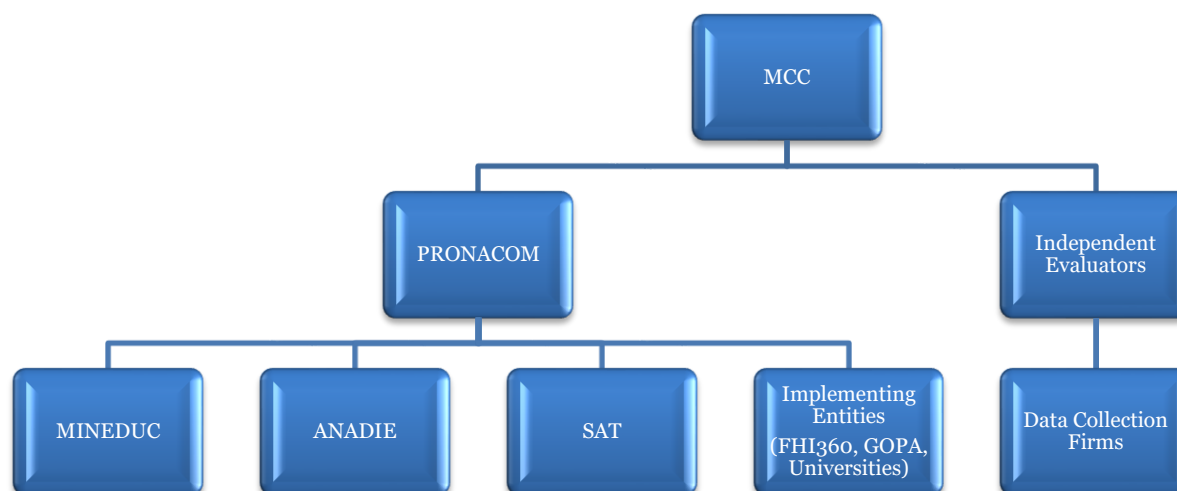 MCC
PRONACOM
Independent
Evaluators
MINEDUC
ANADIE
SAT
Implementing
Entities
(FHI360, GOPA,
Universities)
Data Collection
Firms